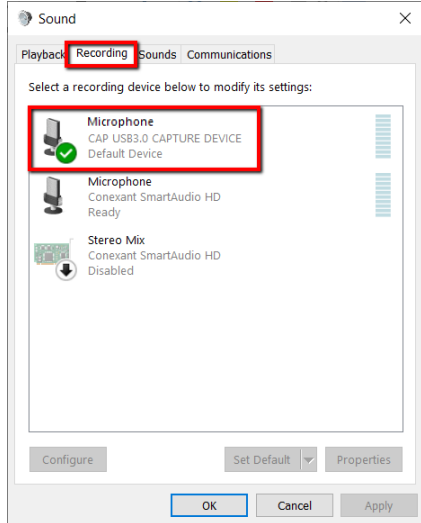 Sound
Playback Recording Sounds Communications
Select a recording device below to modify its settings:
Microphone
CAP USB3.0 CAPTURE DEVICE
Default Device
Microphone
Conexant SmartAudio HD
Ready
Stereo Mix
Conexant SmartAudio HD
Disabled
Configure Set Default Properties
OK Cancel Apply